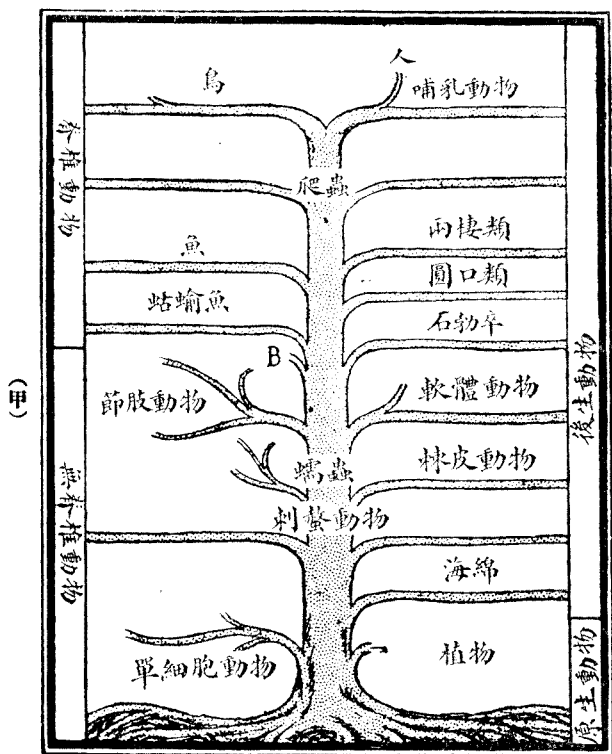 人
鳥
哺乳動物
爬蟲
兩棲類
魚
圓口類
蛞蝓魚
石勃卒
B
節肢動物
軟體動物
蠕蟲
棘皮動物
刺螫動物
海綿
單細胞動物
植物
脊椎動物
無脊椎動物
後生動物
原生動物
(甲)